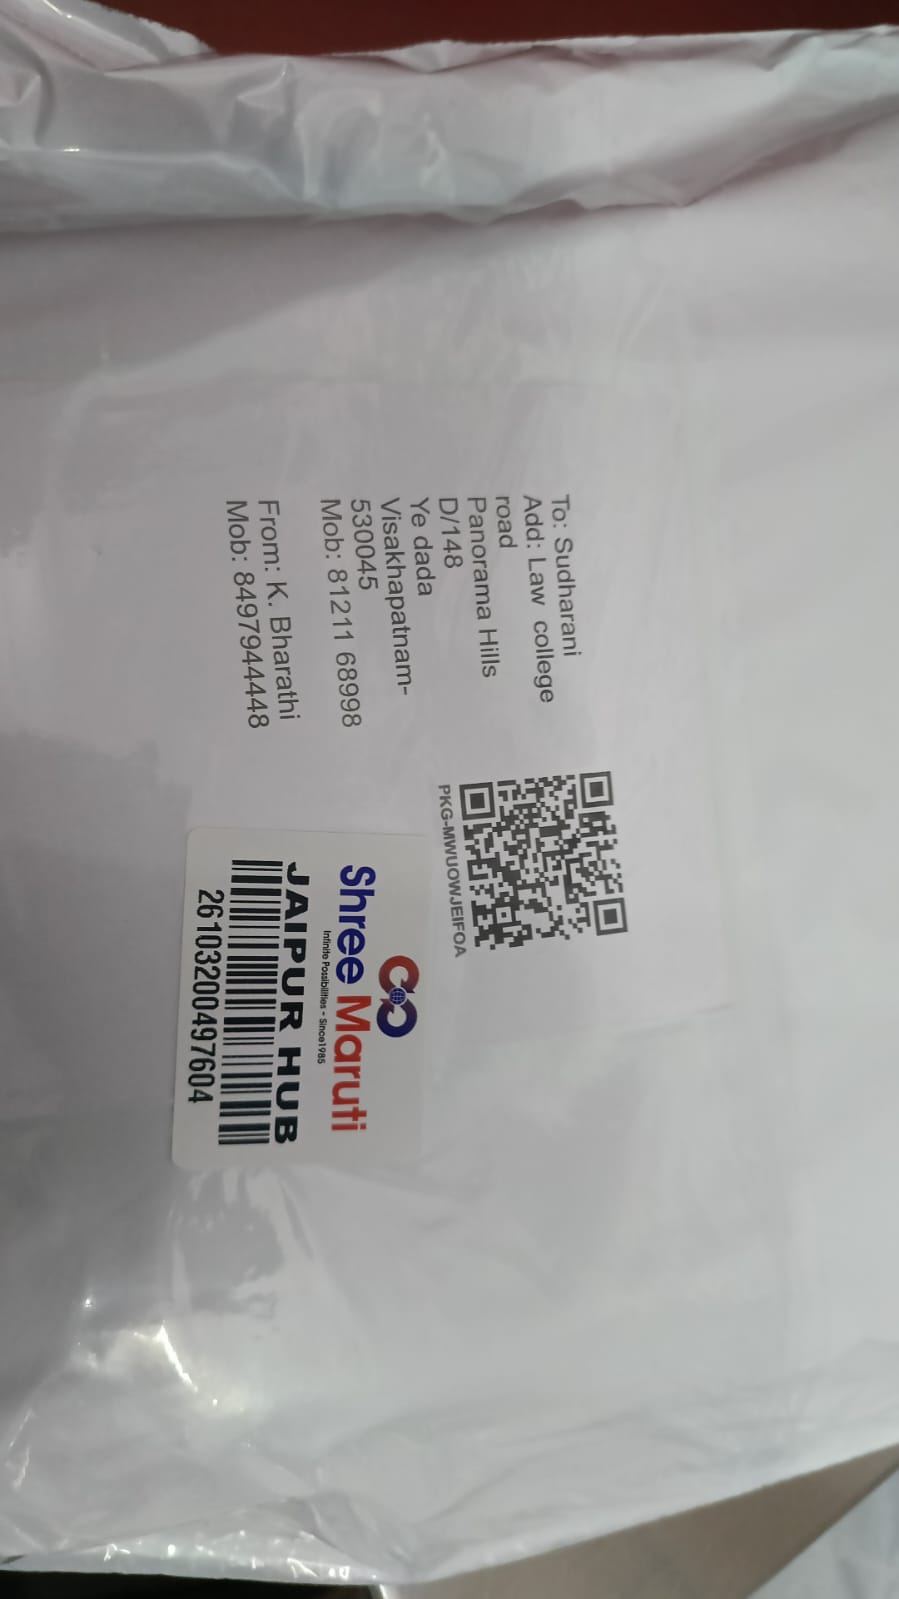 To: Sudharani
Add: Law college
road
Panorama Hills
D/148
Ye dada
Visakhapatnam-
530045
Mob: 81211 68998
From: K. Bharathi
Mob: 8497944448
PKG-MWUOWJEIFOA
Shree Maruti
Infinite Possibilities - Since1985
JAIPUR HUB
26103200497604